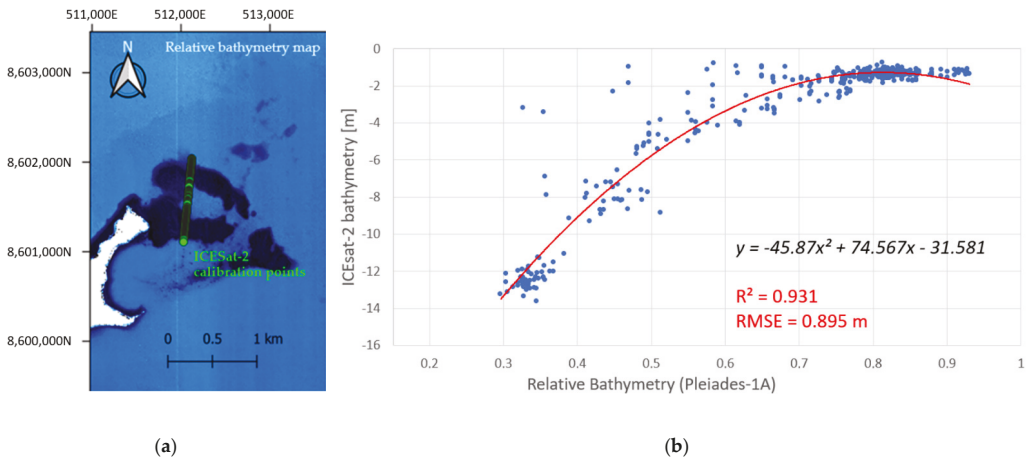 511,000E 512,000E 513,000E
8,603,000N
8,602,000N
8,601,000N
8,600,000N
N
Relative bathymetry map
ICESat-2
calibration points
0 0.5 1 km
(a)
ICEsat-2 bathymetry [m]
0
-2
-4
-6
-8
-10
-12
-14
-16
y = -45.87x² + 74.567x - 31.581
R² = 0.931
RMSE = 0.895 m
0.2 0.3 0.4 0.5 0.6 0.7 0.8 0.9 1
Relative Bathymetry (Pleiades-1A)
(b)